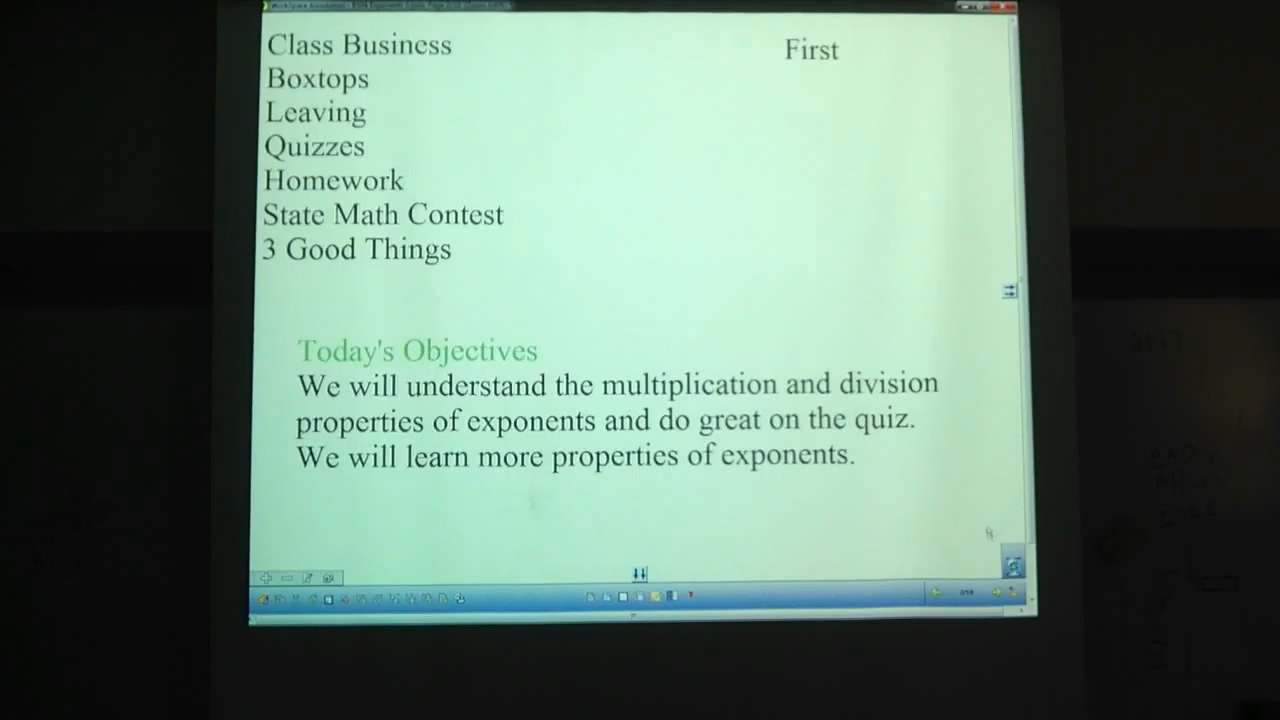 Class Business
First
Boxtops
Leaving
Quizzes
Homework
State Math Contest
3 Good Things
Today's Objectives
We will understand the multiplication and division
properties of exponents and do great on the quiz.
We will learn more properties of exponents.